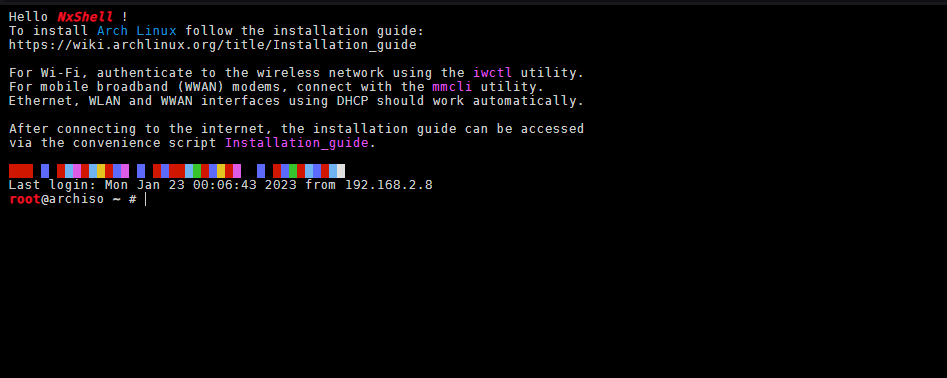 Hello NxShell !
To install Arch Linux follow the installation guide:
https://wiki.archlinux.org/title/Installation_guide
For Wi-Fi, authenticate to the wireless network using the iwctl utility.
For mobile broadband (WWAN) modems, connect with the mmcli utility.
Ethernet, WLAN and WWAN interfaces using DHCP should work automatically.
After connecting to the internet, the installation guide can be accessed
via the convenience script Installation_guide.
Last login: Mon Jan 23 00:06:43 2023 from 192.168.2.8
root@archiso ~ #